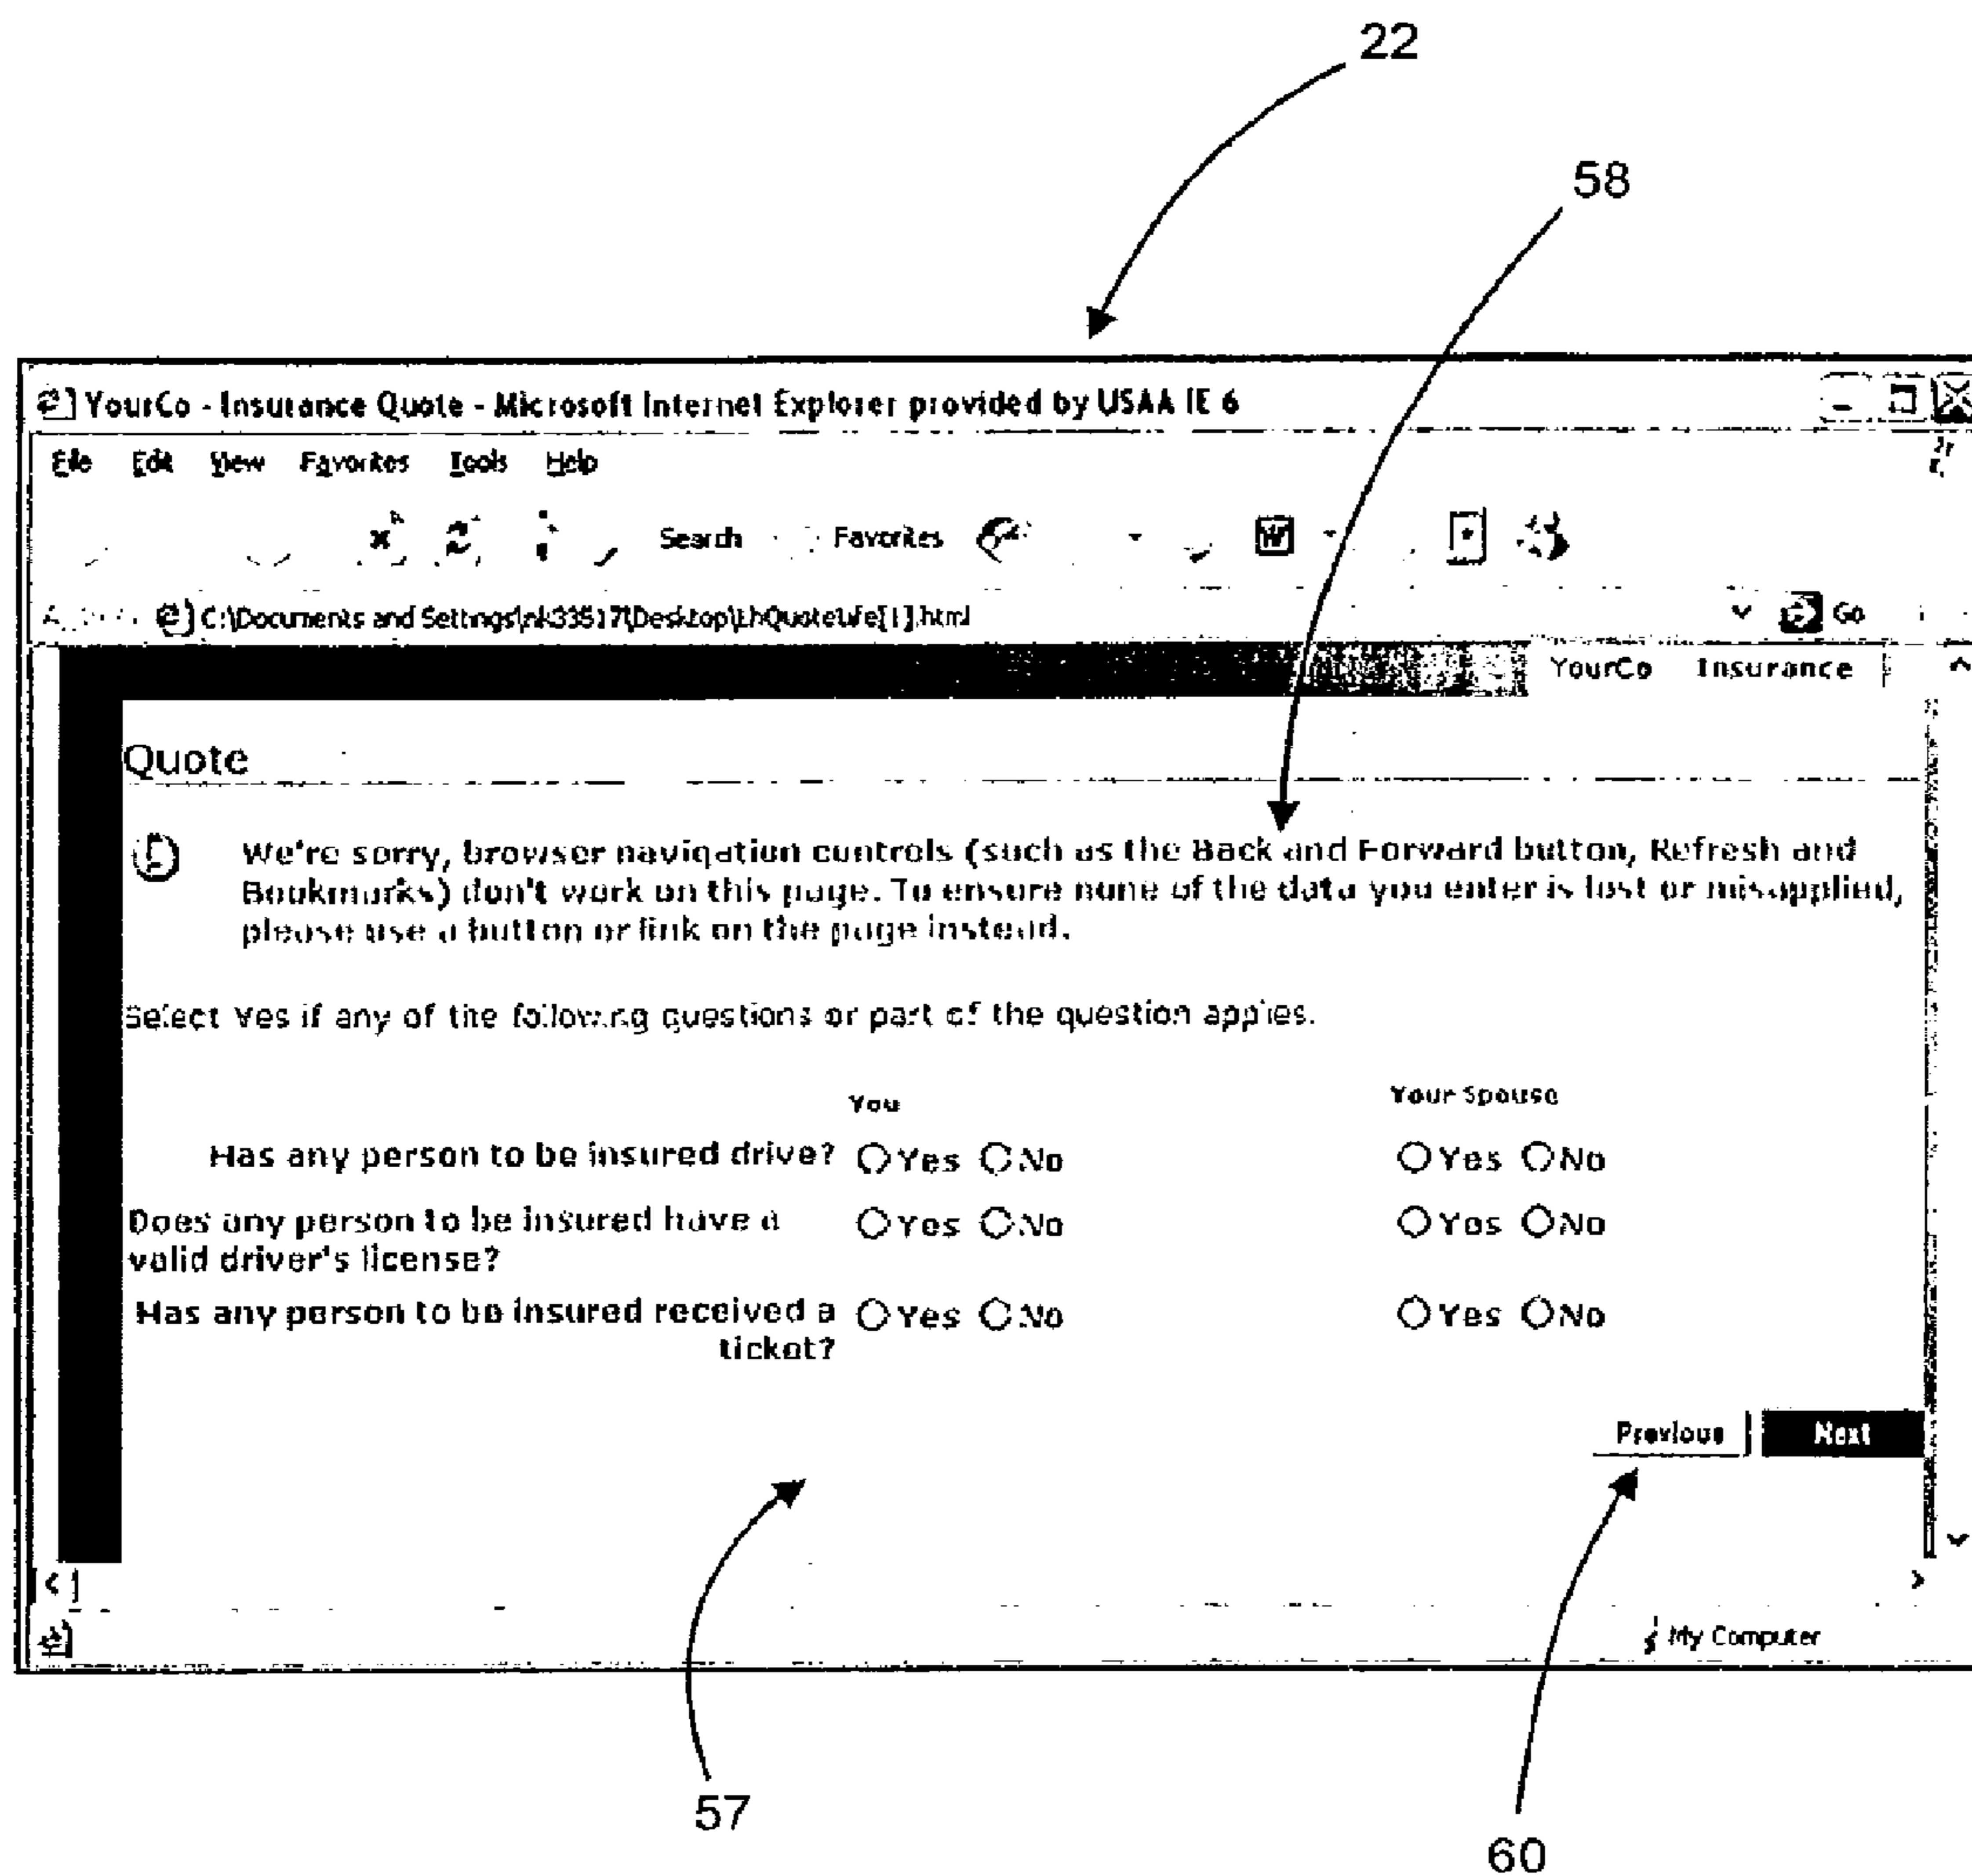 22
58
YourCo - Insurance Quote - Microsoft Internet Explorer provided by USAA IE 6
File Edit View Favorites Tools Help
Search Favorites
C:\Documents and Settings\nk33517\Desktop\LhQuoteLife[1].html Go
YourCo Insurance
Quote
We're sorry, browser navigation controls (such as the Back and Forward button, Refresh and
Bookmarks) don't work on this page. To ensure none of the data you enter is lost or misapplied,
please use a button or link on the page instead.
Select Yes if any of the following questions or part of the question applies.
You Your Spouse
Has any person to be insured drive? Yes No Yes No
Does any person to be insured have a Yes No Yes No
valid driver's license?
Has any person to be insured received a Yes No Yes No
ticket?
Previous Next
My Computer
57
60